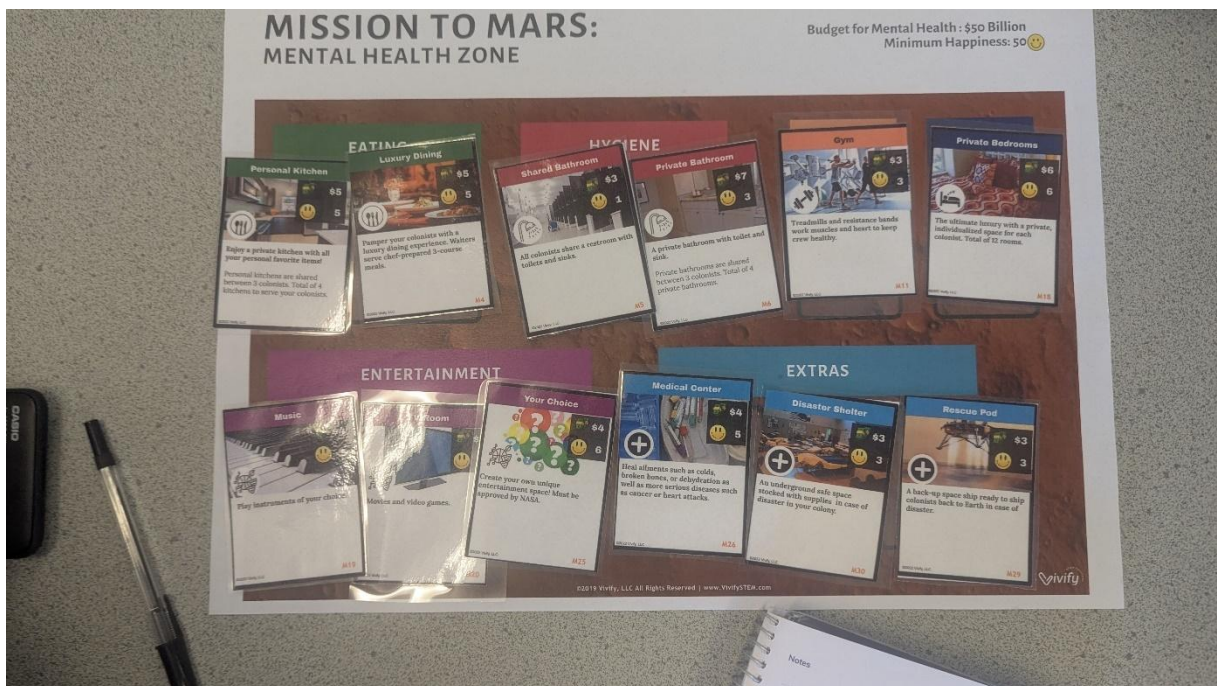 MISSION TO MARS:
MENTAL HEALTH ZONE
Budget for Mental Health : $50 Billion
Minimum Happiness: 50
EATING
HYGIENE
Personal Kitchen
$5
5
Enjoy a private kitchen with all
your personal favorite items!
Personal kitchens are shared
between 3 colonists. Total of 4
kitchens to serve your colonists.
Luxury Dining
$5
5
Pamper your colonists with a
luxury dining experience. Waiters
serve chef-prepared 5-course
meals.
M4
Shared Bathroom
$3
1
All colonists share a restroom with
toilets and sinks.
M5
Private Bathroom
$7
3
A private bathroom with toilet and
sink.
Private bathrooms are shared
between 3 colonists. Total of 4
private bathrooms.
M6
Gym
$3
3
Treadmills and resistance bands
work muscles and heart to keep
crew healthy.
M11
Private Bedrooms
$6
6
The ultimate luxury with a private,
individualized space for each
colonist. Total of 12 rooms.
M18
ENTERTAINMENT
EXTRAS
Music
Play instruments of your choice!
M19
Room
Movies and video games.
M20
Your Choice
$4
6
Create your own unique
entertainment space! Must be
approved by NASA.
M25
Medical Center
$4
5
Heal ailments such as colds,
broken bones, or dehydration as
well as more serious diseases such
as cancer or heart attacks.
M26
Disaster Shelter
$3
3
An underground safe space
stocked with supplies in case of
disaster in your colony.
M30
Rescue Pod
$3
3
A back-up space ship ready to ship
colonists back to Earth in case of
disaster.
M29
©2019 Vivify, LLC All Rights Reserved | www.VivifySTEM.com
Vivify
CASIO
Notes